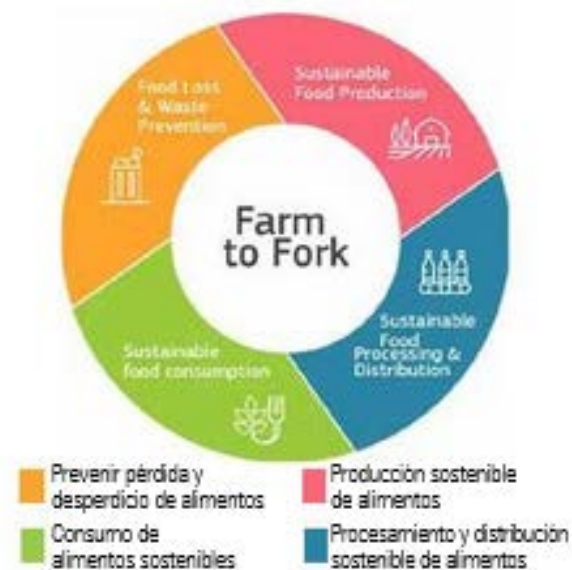 Food Loss
& Waste
Prevention
Sustainable
Food Production
Farm
to Fork
Sustainable
Food
Processing &
Distribution
Sustainable
food consumption
Prevenir pérdida y
desperdicio de alimentos
Producción sostenible
de alimentos
Consumo de
alimentos sostenibles
Procesamiento y distribución
sostenible de alimentos